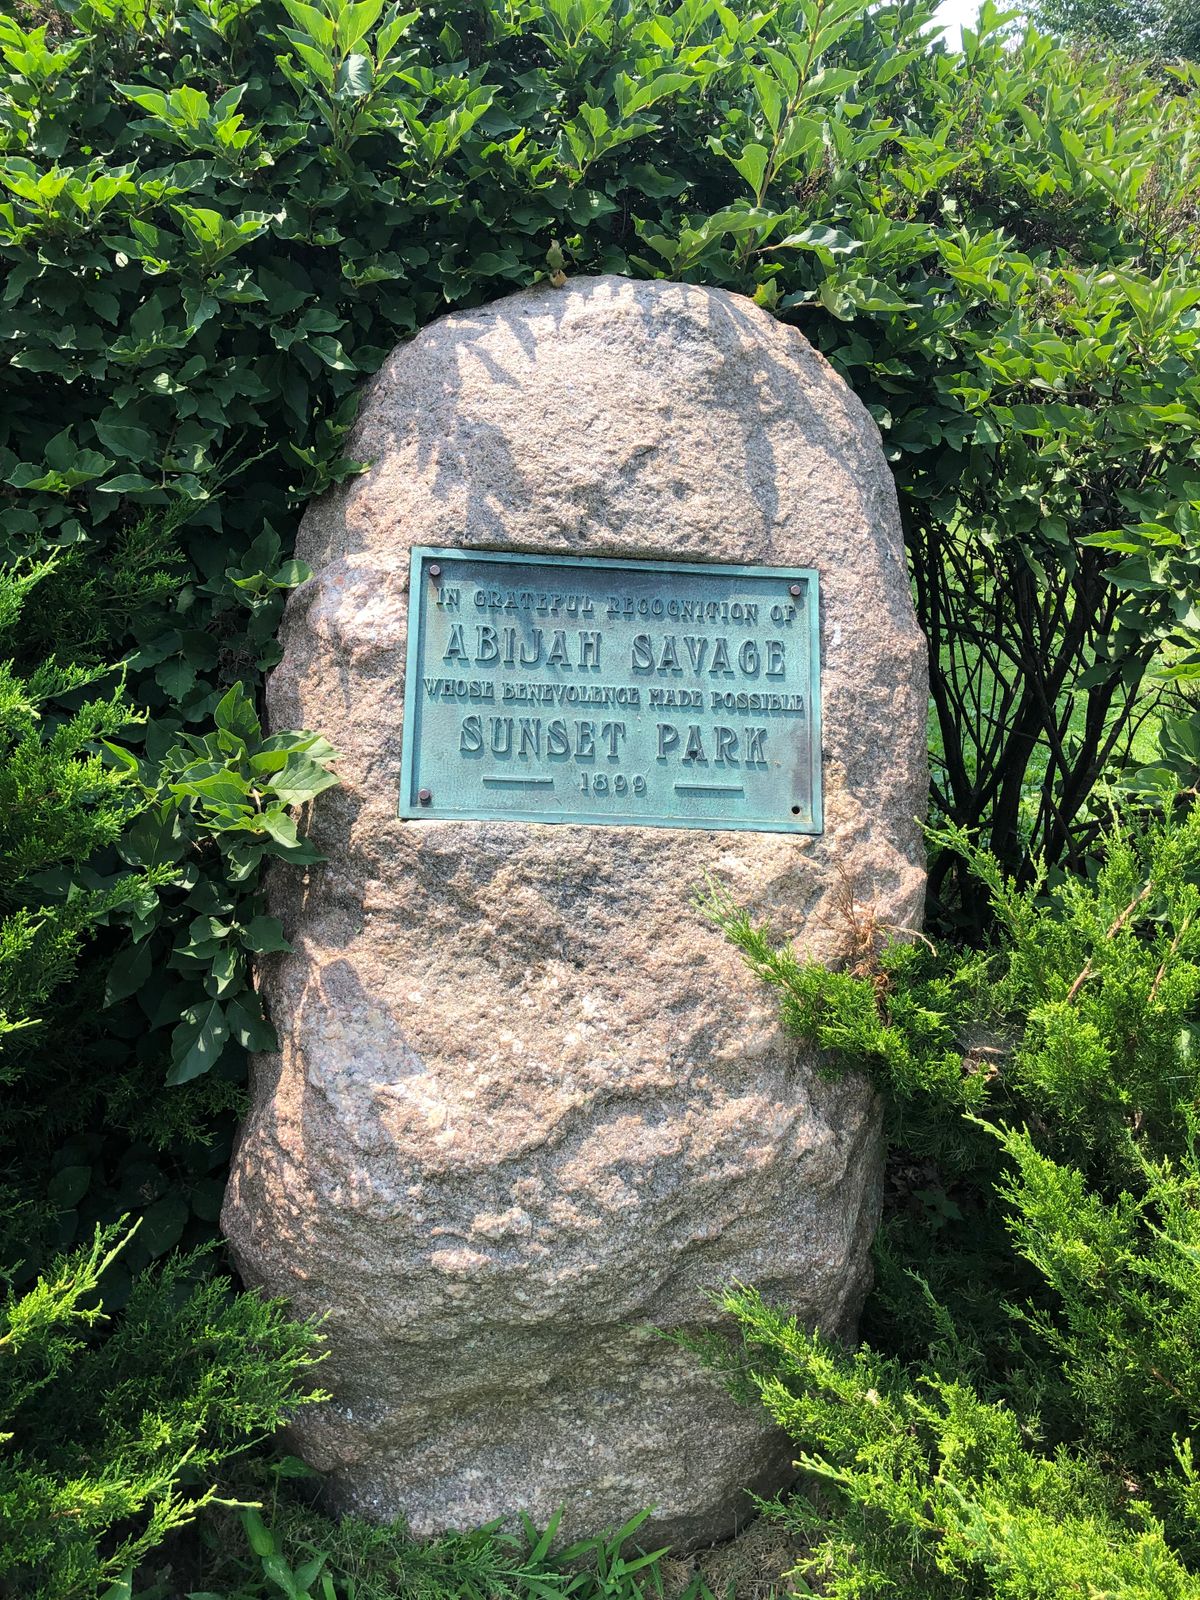 IN GRATEFUL RECOGNITION OF
ABIJAH SAVAGE
WHOSE BENEVOLENCE MADE POSSIBLE
SUNSET PARK
1899